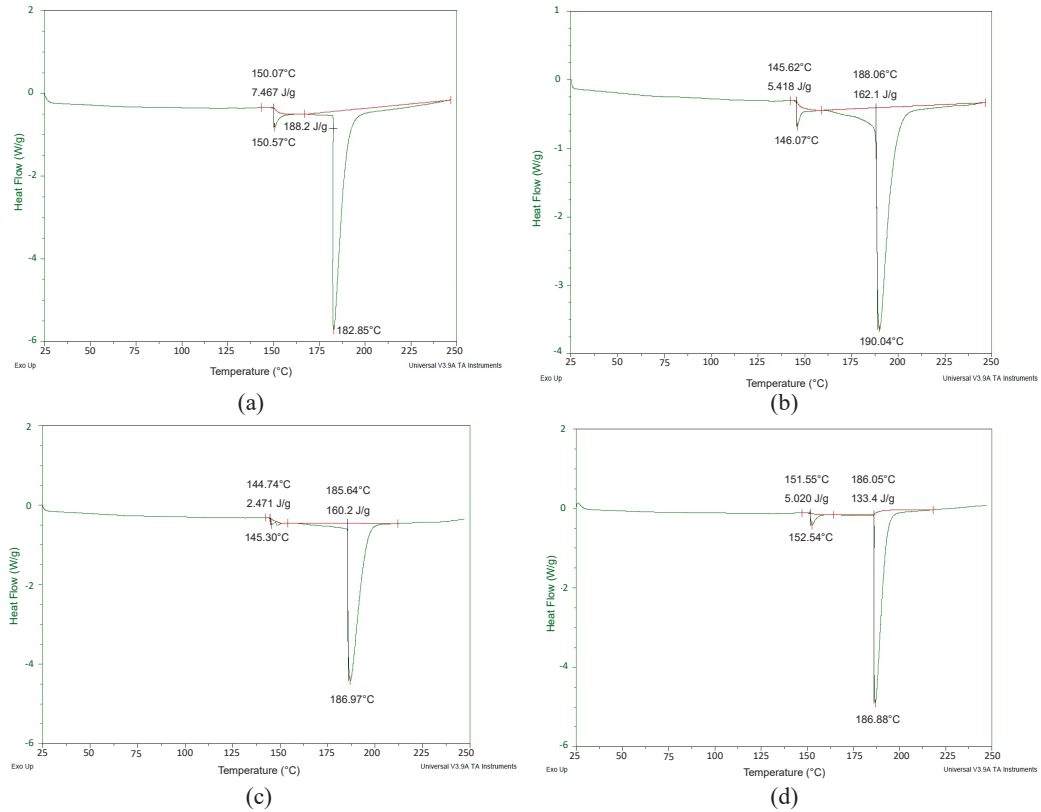 2
0
-2
-4
-6
Heat Flow (W/g)
150.07°C
7.467 J/g
188.2 J/g
150.57°C
182.85°C
25 50 75 100 125 150 175 200 225 250
Exo Up
Temperature (°C)
Universal V3.9A TA Instruments
(a)
1
0
-1
-2
-3
-4
Heat Flow (W/g)
145.62°C
5.418 J/g
188.06°C
162.1 J/g
146.07°C
190.04°C
25 50 75 100 125 150 175 200 225 250
Exo Up
Temperature (°C)
Universal V3.9A TA Instruments
(b)
2
0
-2
-4
-6
Heat Flow (W/g)
144.74°C
2.471 J/g
185.64°C
160.2 J/g
145.30°C
186.97°C
25 50 75 100 125 150 175 200 225 250
Exo Up
Temperature (°C)
Universal V3.9A TA Instruments
(c)
2
0
-2
-4
-6
Heat Flow (W/g)
151.55°C
5.020 J/g
186.05°C
133.4 J/g
152.54°C
186.88°C
25 50 75 100 125 150 175 200 225 250
Exo Up
Temperature (°C)
Universal V3.9A TA Instruments
(d)